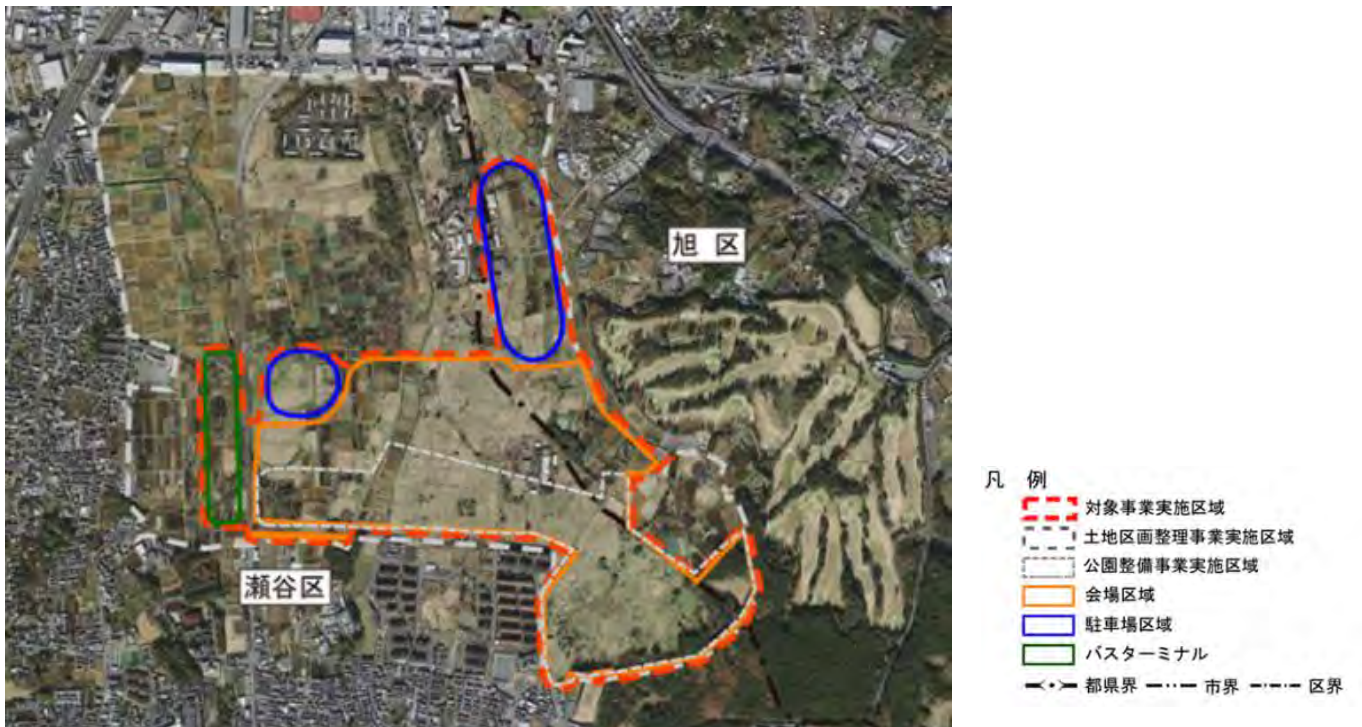 旭 区
瀬谷区
凡 例
対象事業実施区域
土地区画整理事業実施区域
公園整備事業実施区域
会場区域
駐車場区域
バスターミナル
都県界 市界 区界